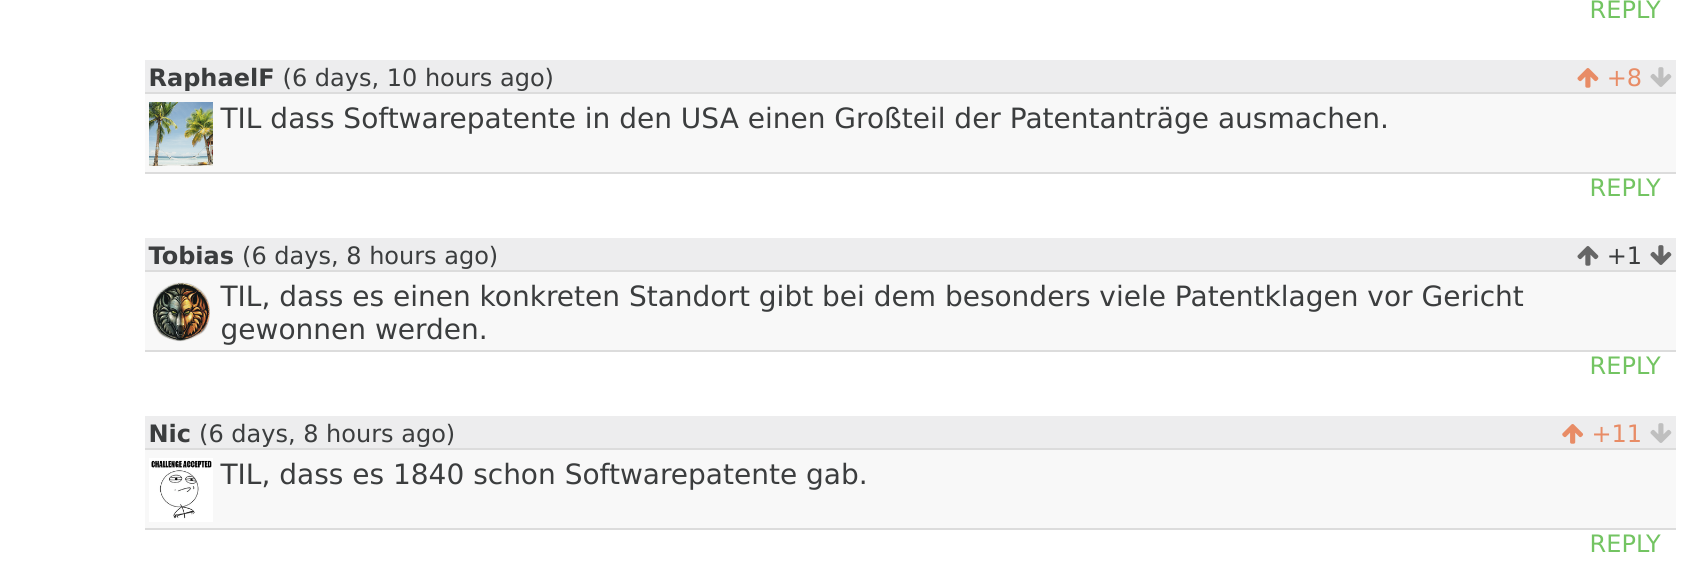 REPLY
RaphaelF (6 days, 10 hours ago) +8
TIL dass Softwarepatente in den USA einen Großteil der Patentanträge ausmachen.
REPLY
Tobias (6 days, 8 hours ago) +1
TIL, dass es einen konkreten Standort gibt bei dem besonders viele Patentklagen vor Gericht
gewonnen werden.
REPLY
Nic (6 days, 8 hours ago) +11
CHALLENGE ACCEPTED
TIL, dass es 1840 schon Softwarepatente gab.
REPLY